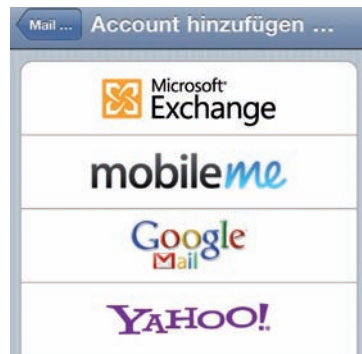 Mail ... Account hinzufügen ...
Microsoft
Exchange
mobileme
Google
Mail
YAHOO!